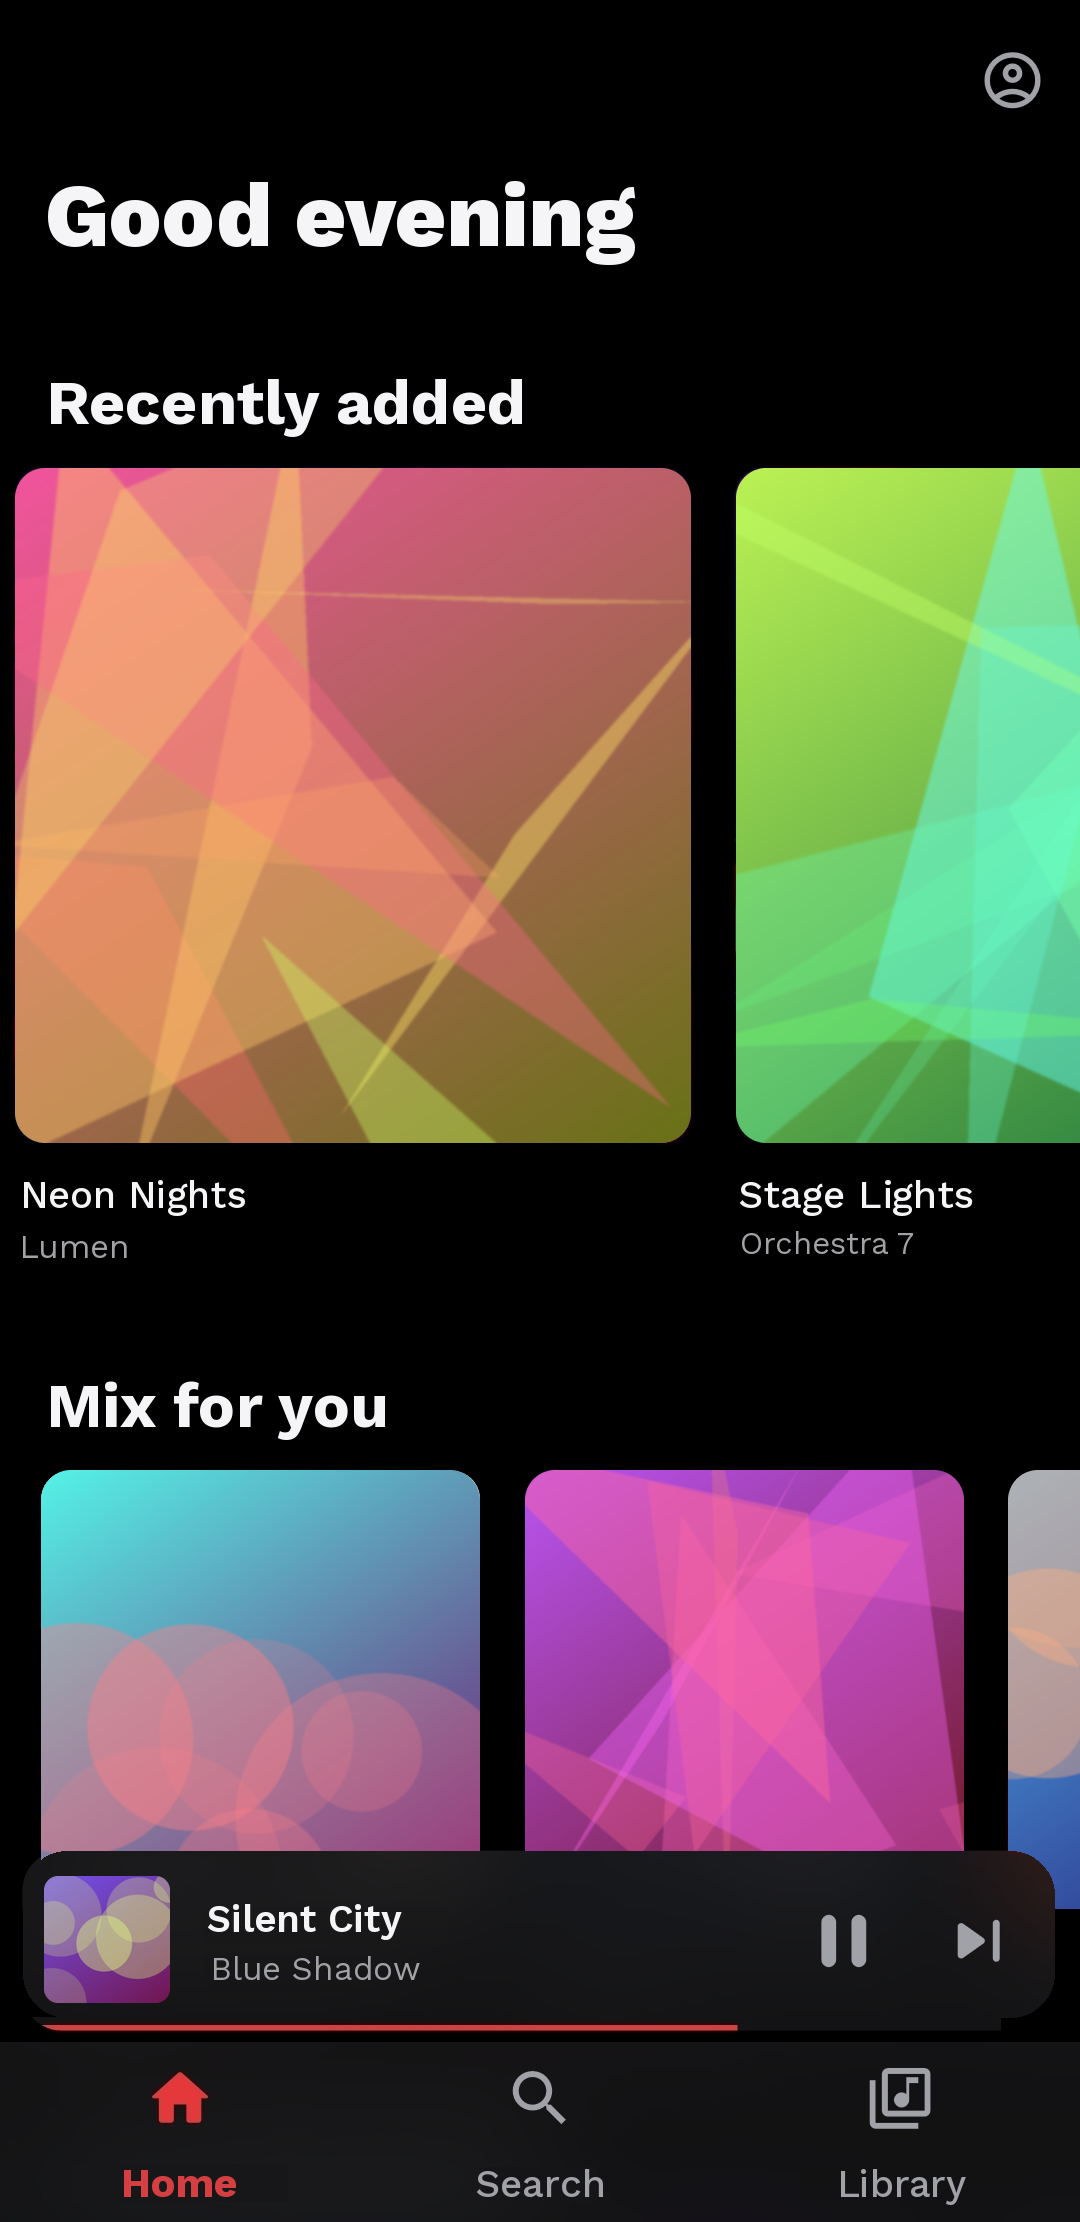 Good evening
Recently added
Neon Nights
Lumen
Stage Lights
Orchestra 7
Mix for you
Silent City
Blue Shadow
Home
Search
Library